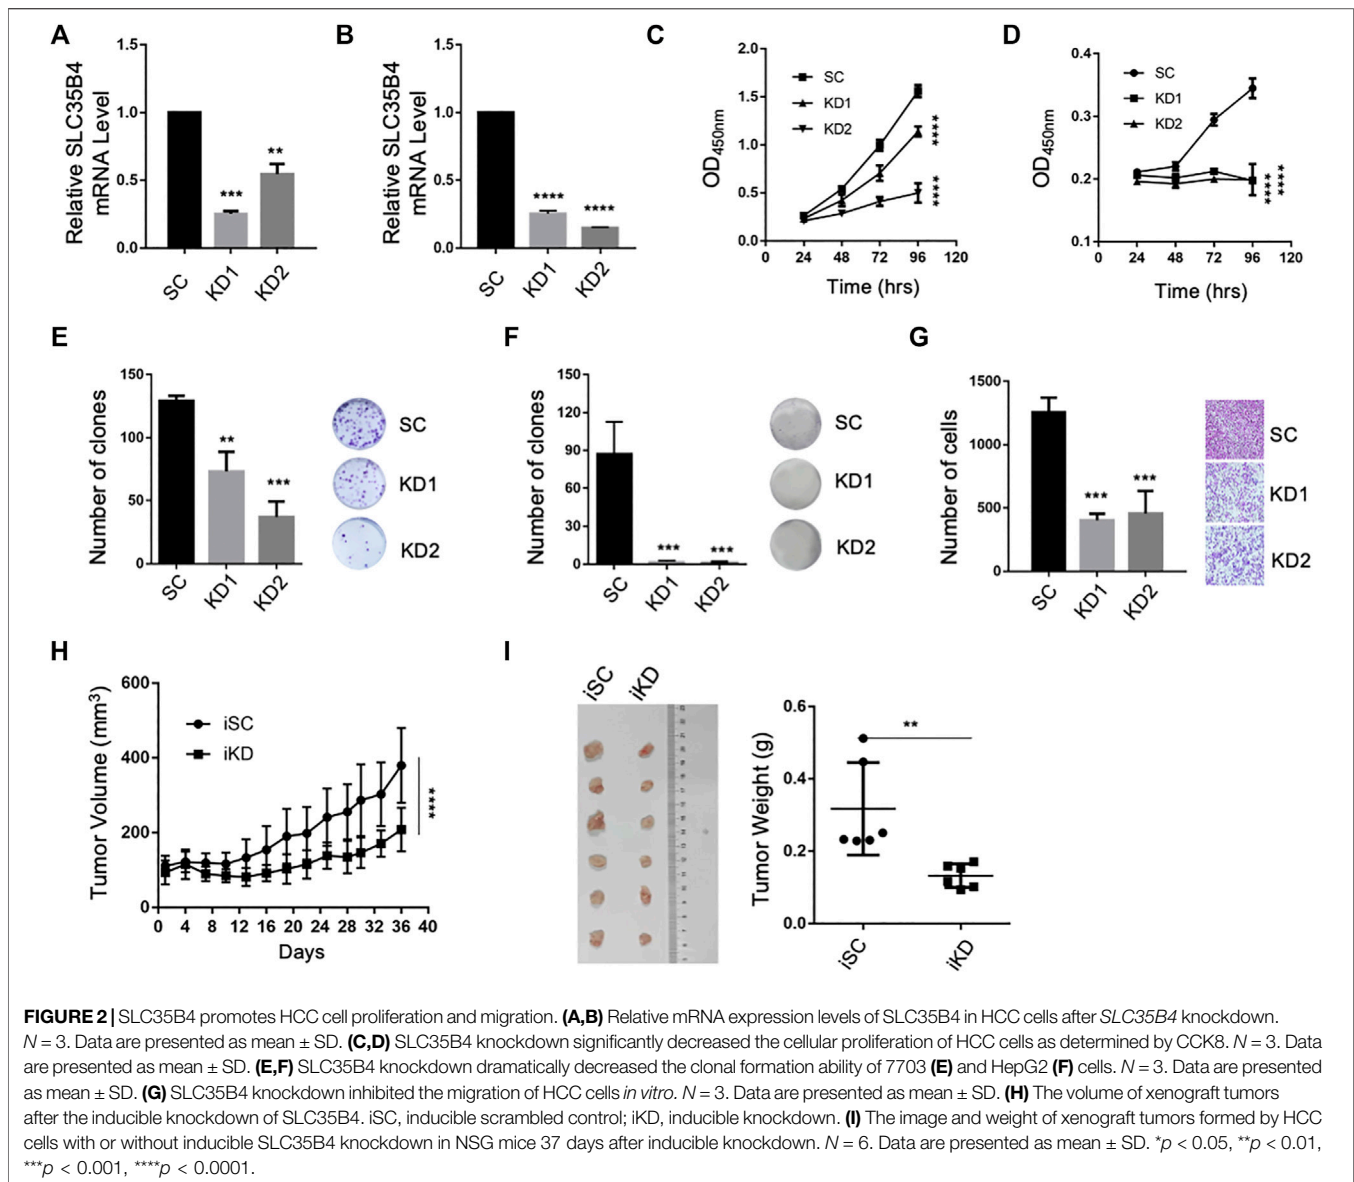 A
Relative SLC35B4
mRNA Level
1.5
1.0
0.5
0.0
***
**
SC
KD1
KD2
B
Relative SLC35B4
mRNA Level
1.5
1.0
0.5
0.0
****
****
SC
KD1
KD2
C
OD450nm
2.0
1.5
1.0
0.5
0.0
SC
KD1
KD2
****
****
0 24 48 72 96 120
Time (hrs)
D
OD450nm
0.4
0.3
0.2
0.1
SC
KD1
KD2
****
****
0 24 48 72 96 120
Time (hrs)
E
Number of clones
150
100
50
0
**
***
SC
KD1
KD2
SC
KD1
KD2
F
Number of clones
150
120
90
60
30
0
***
***
SC
KD1
KD2
SC
KD1
KD2
G
Number of cells
1500
1000
500
0
***
***
SC
KD1
KD2
SC
KD1
KD2
H
Tumor Volume (mm3)
600
400
200
0
iSC
iKD
****
0 4 8 12 16 20 24 28 32 36 40
Days
I
iSC
iKD
Tumor Weight (g)
0.6
0.4
0.2
0.0
**
iSC
iKD
FIGURE 2 | SLC35B4 promotes HCC cell proliferation and migration. (A,B) Relative mRNA expression levels of SLC35B4 in HCC cells after SLC35B4 knockdown.
N = 3. Data are presented as mean ± SD. (C,D) SLC35B4 knockdown significantly decreased the cellular proliferation of HCC cells as determined by CCK8. N = 3. Data
are presented as mean ± SD. (E,F) SLC35B4 knockdown dramatically decreased the clonal formation ability of 7703 (E) and HepG2 (F) cells. N = 3. Data are presented
as mean ± SD. (G) SLC35B4 knockdown inhibited the migration of HCC cells in vitro. N = 3. Data are presented as mean ± SD. (H) The volume of xenograft tumors
after the inducible knockdown of SLC35B4. iSC, inducible scrambled control; iKD, inducible knockdown. (I) The image and weight of xenograft tumors formed by HCC
cells with or without inducible SLC35B4 knockdown in NSG mice 37 days after inducible knockdown. N = 6. Data are presented as mean ± SD. *p < 0.05, **p < 0.01,
***p < 0.001, ****p < 0.0001.